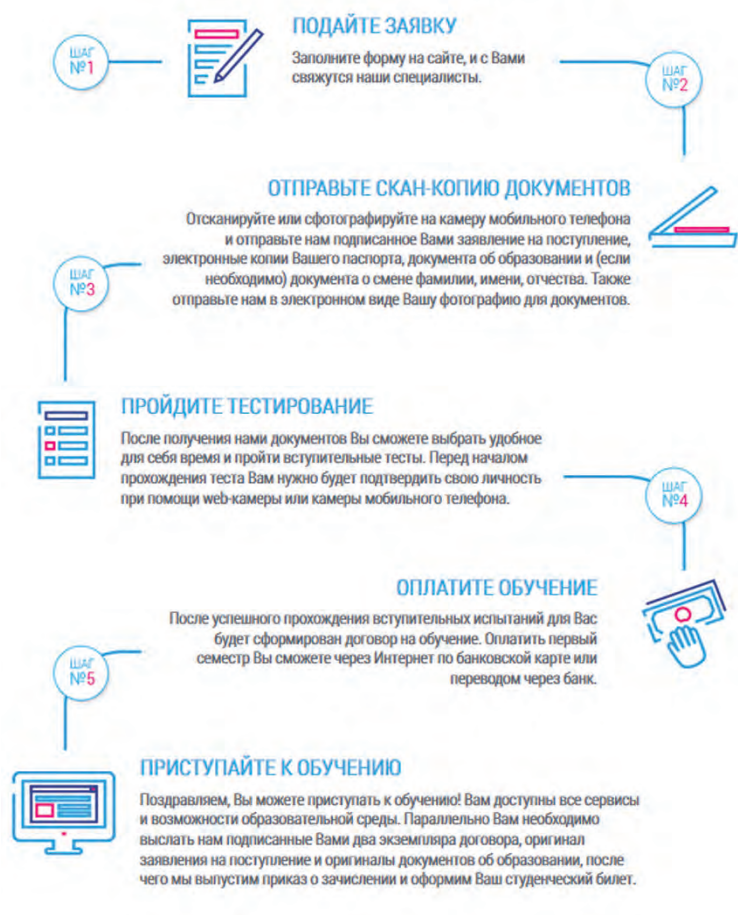 ШАГ
№1
ПОДАЙТЕ ЗАЯВКУ
Заполните форму на сайте, и с Вами
свяжутся наши специалисты.
ШАГ
№2
ОТПРАВЬТЕ СКАН-КОПИЮ ДОКУМЕНТОВ
Отсканируйте или сфотографируйте на камеру мобильного телефона
и отправьте нам подписанное Вами заявление на поступление,
электронные копии Вашего паспорта, документа об образовании и (если
необходимо) документа о смене фамилии, имени, отчества. Также
отправьте нам в электронном виде Вашу фотографию для документов.
ШАГ
№3
ПРОЙДИТЕ ТЕСТИРОВАНИЕ
После получения нами документов Вы сможете выбрать удобное
для себя время и пройти вступительные тесты. Перед началом
прохождения теста Вам нужно будет подтвердить свою личность
при помощи web-камеры или камеры мобильного телефона.
ШАГ
№4
ОПЛАТИТЕ ОБУЧЕНИЕ
После успешного прохождения вступительных испытаний для Вас
будет сформирован договор на обучение. Оплатить первый
семестр Вы сможете через Интернет по банковской карте или
переводом через банк.
ШАГ
№5
ПРИСТУПАЙТЕ К ОБУЧЕНИЮ
Поздравляем, Вы можете приступать к обучению! Вам доступны все сервисы
и возможности образовательной среды. Параллельно Вам необходимо
выслать нам подписанные Вами два экземпляра договора, оригинал
заявления на поступление и оригиналы документов об образовании, после
чего мы выпустим приказ о зачислении и оформим Ваш студенческий билет.